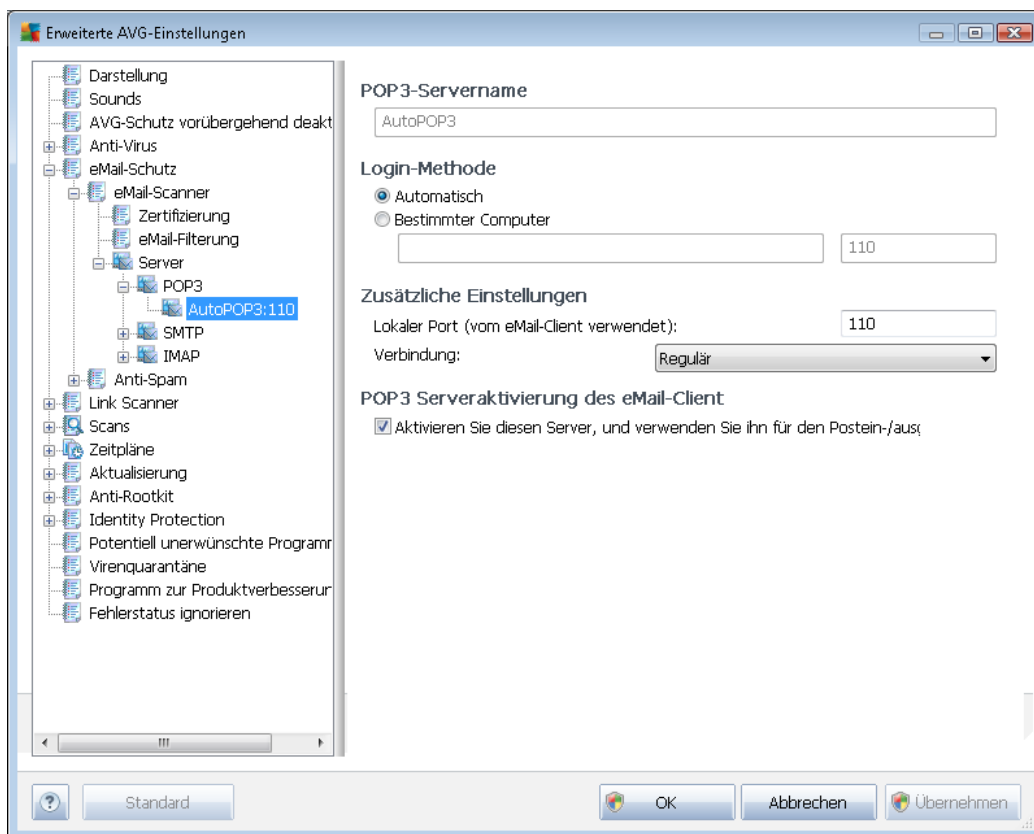 Erweiterte AVG-Einstellungen
Darstellung
Sounds
AVG-Schutz vorübergehend deakt
Anti-Virus
eMail-Schutz
eMail-Scanner
Zertifizierung
eMail-Filterung
Server
POP3
AutoPOP3:110
SMTP
IMAP
Anti-Spam
Link Scanner
Scans
Zeitpläne
Aktualisierung
Anti-Rootkit
Identity Protection
Potentiell unerwünschte Programm
Virenquarantäne
Programm zur Produktverbesserun
Fehlerstatus ignorieren
POP3-Servername
AutoPOP3
Login-Methode
Automatisch
Bestimmter Computer
110
Zusätzliche Einstellungen
Lokaler Port (vom eMail-Client verwendet):
110
Verbindung:
Regulär
POP3 Serveraktivierung des eMail-Client
Aktivieren Sie diesen Server, und verwenden Sie ihn für den Postein-/ausg
?
Standard
OK
Abbrechen
Übernehmen